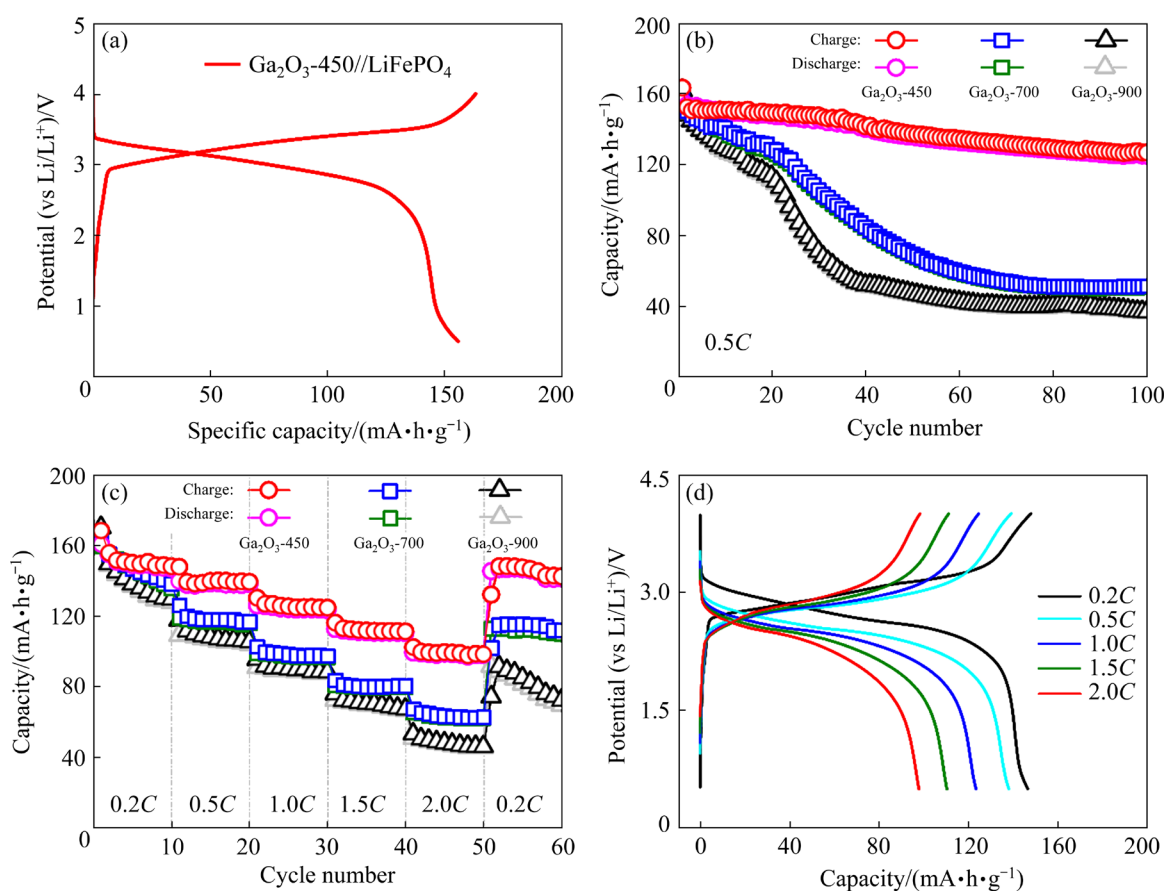 (a)
Ga₂O₃-450//LiFePO₄
5
4
3
2
1
0
Potential (vs Li/Li⁺)/V
0
50
100
150
200
Specific capacity/(mA•h•g⁻¹)
(b)
Charge:
Discharge:
Ga₂O₃-450 Ga₂O₃-700 Ga₂O₃-900
200
160
120
80
40
0
Capacity/(mA•h•g⁻¹)
0.5C
20
40
60
80
100
Cycle number
(c)
Charge:
Discharge:
Ga₂O₃-450 Ga₂O₃-700 Ga₂O₃-900
200
160
120
80
40
0
Capacity/(mA•h•g⁻¹)
0.2C 0.5C 1.0C 1.5C 2.0C 0.2C
0
10
20
30
40
50
60
Cycle number
(d)
4.5
3.0
1.5
0
Potential (vs Li/Li⁺)/V
0.2C
0.5C
1.0C
1.5C
2.0C
0
40
80
120
160
200
Capacity/(mA•h•g⁻¹)